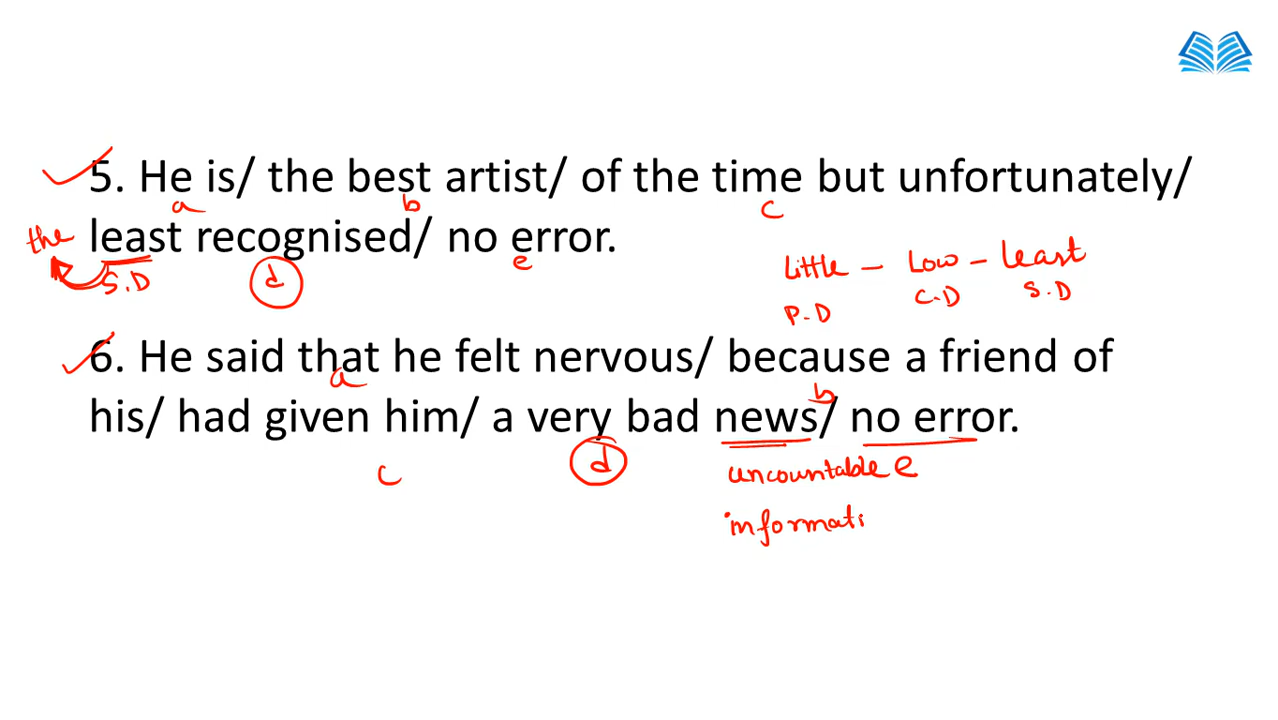 5. He is/ the best artist/ of the time but unfortunately/
a b c
the least recognised/ no error.
S.D d e
Little – Low – Least
P.D C.D S.D
6. He said that he felt nervous/ because a friend of
a b
his/ had given him/ a very bad news/ no error.
c d uncountable e
informati